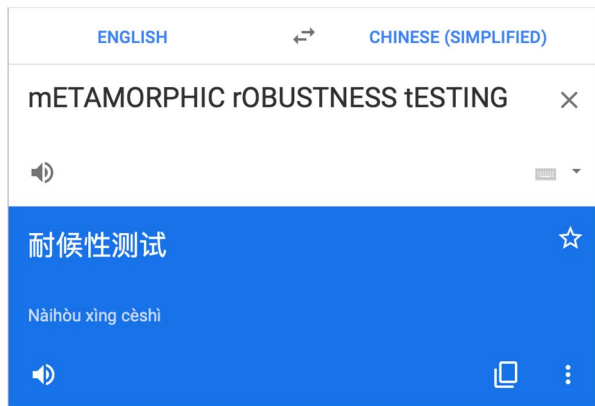 ENGLISH CHINESE (SIMPLIFIED)
mETAMORPHIC rOBUSTNESS tESTING
耐候性测试
Nàihòu xìng cèshì